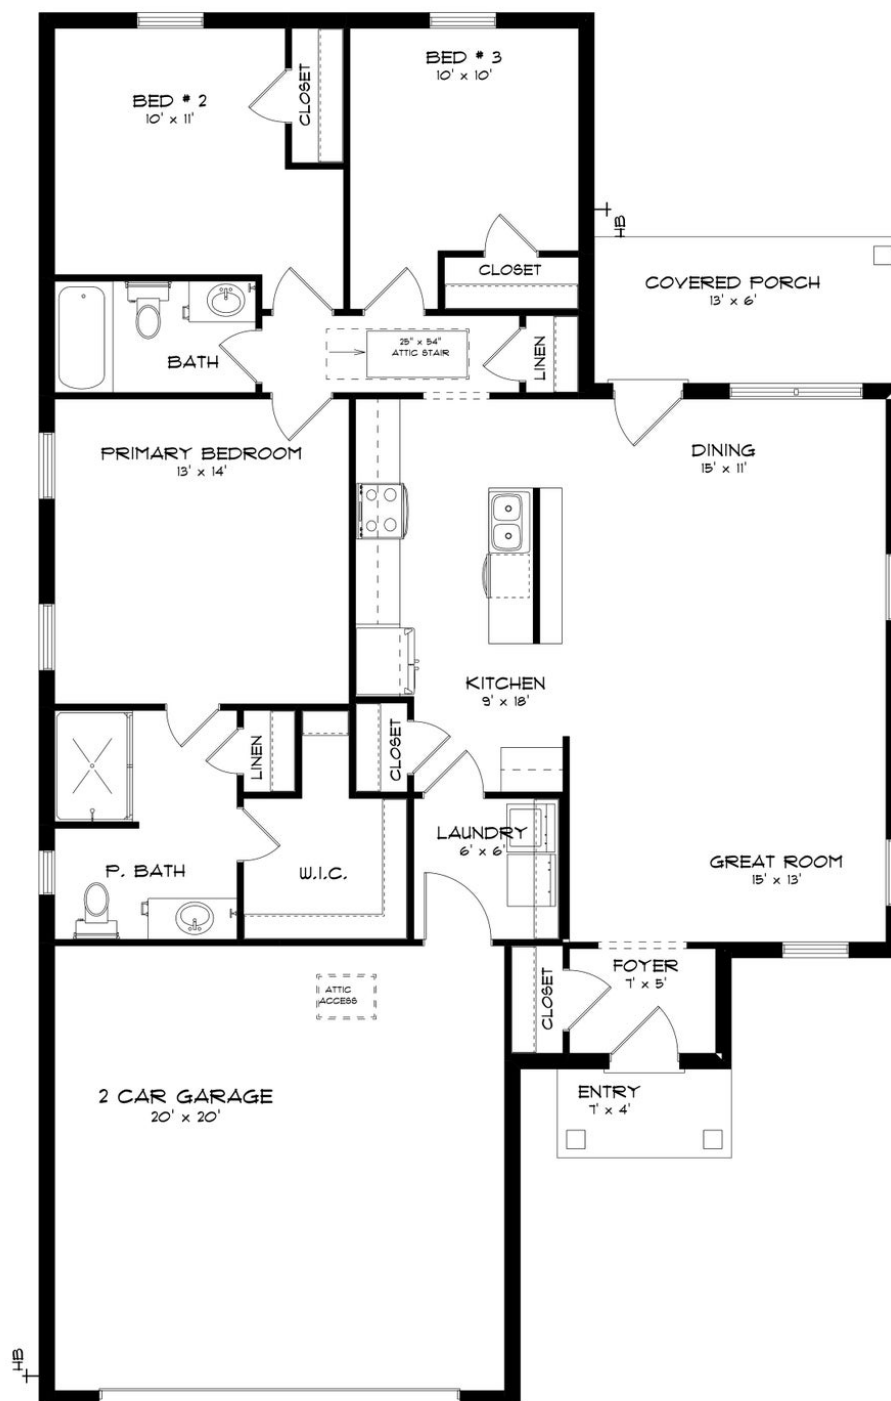 BED # 2
10' x 11'
CLOSET
BED # 3
10' x 10'
CLOSET
HB
COVERED PORCH
13' x 6'
BATH
25" x 54"
ATTIC STAIR
LINEN
PRIMARY BEDROOM
13' x 14'
DINING
15' x 11'
KITCHEN
9' x 18'
LINEN
CLOSET
P. BATH
W.I.C.
LAUNDRY
6' x 6'
GREAT ROOM
15' x 13'
ATTIC
ACCESS
CLOSET
FOYER
7' x 5'
2 CAR GARAGE
20' x 20'
ENTRY
7' x 4'
HB